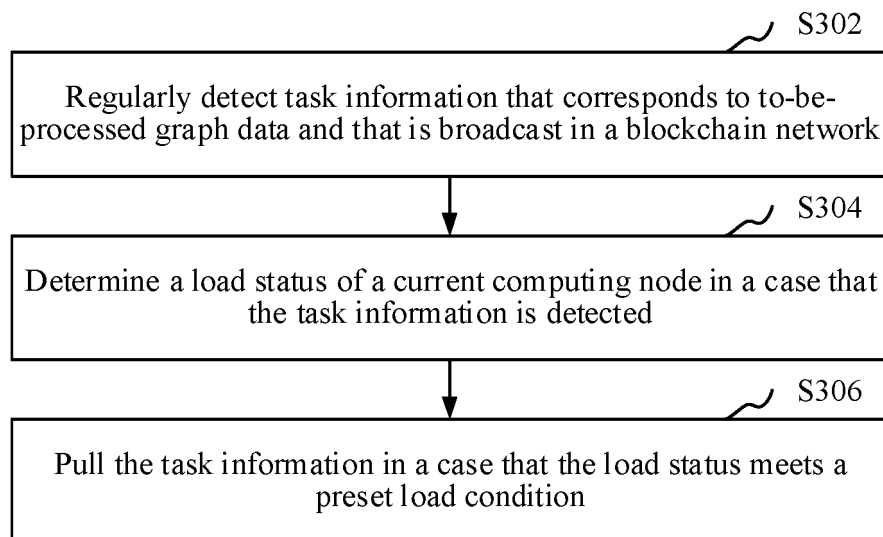 S302
Regularly detect task information that corresponds to to-be-
processed graph data and that is broadcast in a blockchain network
S304
Determine a load status of a current computing node in a case that
the task information is detected
S306
Pull the task information in a case that the load status meets a
preset load condition